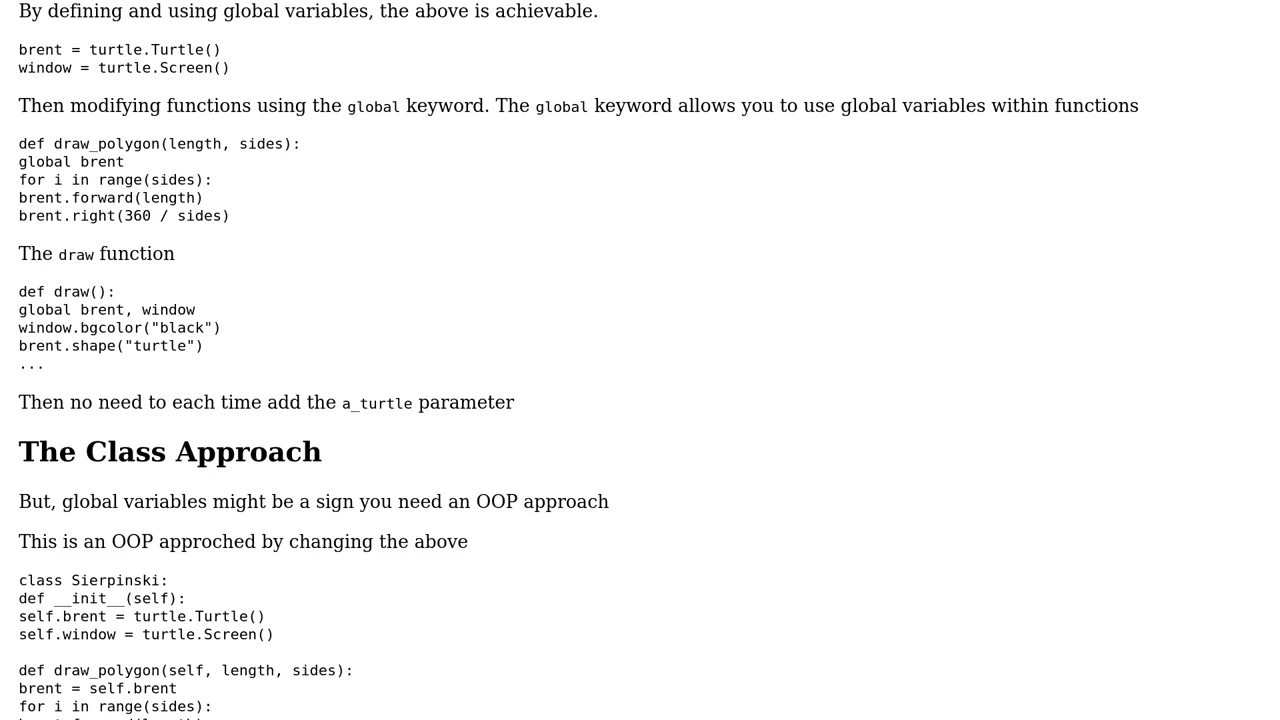 By defining and using global variables, the above is achievable.
brent = turtle.Turtle()
window = turtle.Screen()
Then modifying functions using the global keyword. The global keyword allows you to use global variables within functions
def draw_polygon(length, sides):
global brent
for i in range(sides):
brent.forward(length)
brent.right(360 / sides)
The draw function
def draw():
global brent, window
window.bgcolor("black")
brent.shape("turtle")
...
Then no need to each time add the a_turtle parameter
The Class Approach
But, global variables might be a sign you need an OOP approach
This is an OOP approched by changing the above
class Sierpinski:
def __init__(self):
self.brent = turtle.Turtle()
self.window = turtle.Screen()
def draw_polygon(self, length, sides):
brent = self.brent
for i in range(sides):